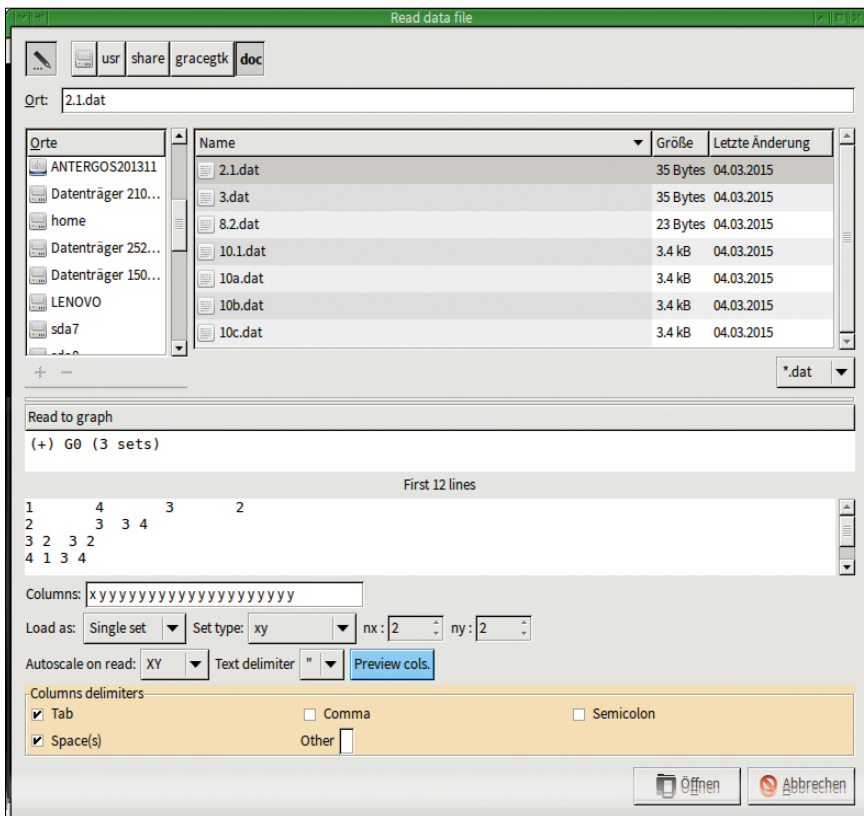 Read data file
usr share gracegtk doc
Ort: 2.1.dat
Orte Name Größe Letzte Änderung
ANTERGOS201311 2.1.dat 35 Bytes 04.03.2015
Datenträger 210... 3.dat 35 Bytes 04.03.2015
home 8.2.dat 23 Bytes 04.03.2015
Datenträger 252... 10.1.dat 3.4 kB 04.03.2015
Datenträger 150... 10a.dat 3.4 kB 04.03.2015
LENOVO 10b.dat 3.4 kB 04.03.2015
sda7 10c.dat 3.4 kB 04.03.2015
*.dat
Read to graph
(+) G0 (3 sets)
First 12 lines
1 4 3 2
2 3 3 4
3 2 3 2
4 1 3 4
Columns: x y y y y y y y y y y y y y y y y y y y y
Load as: Single set Set type: xy nx : 2 ny : 2
Autoscale on read: XY Text delimiter " Preview cols.
Columns delimiters
Tab Comma Semicolon
Space(s) Other
Öffnen Abbrechen